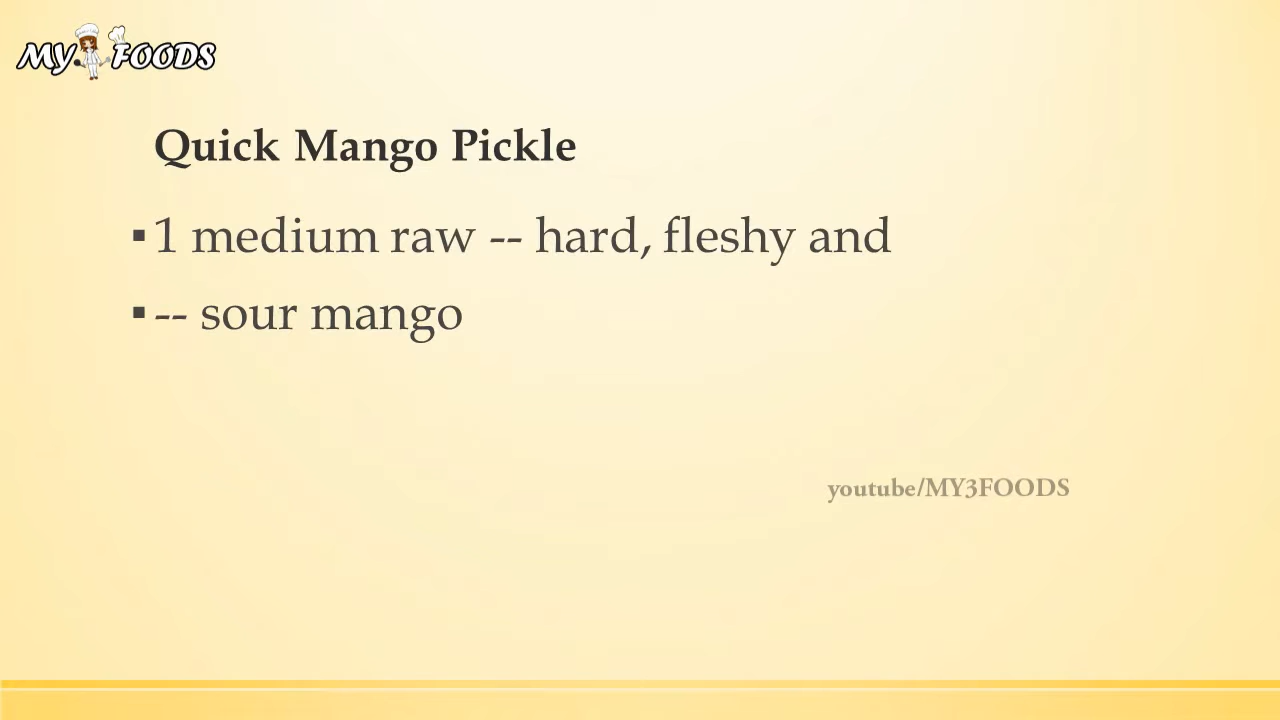 MY FOODS
Quick Mango Pickle
▪1 medium raw -- hard, fleshy and
▪-- sour mango
youtube/MY3FOODS